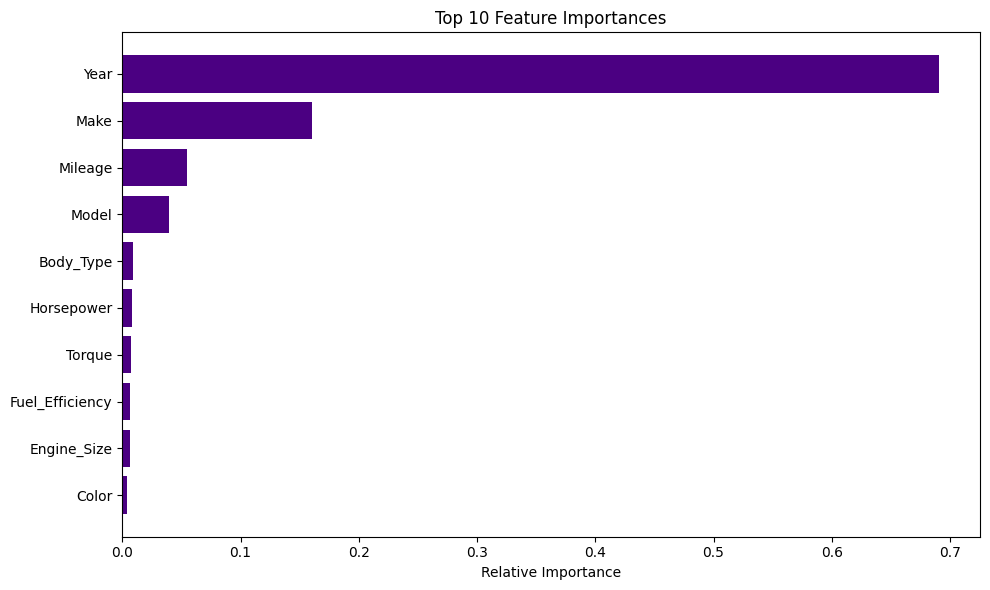 Top 10 Feature Importances
Year
Make
Mileage
Model
Body_Type
Horsepower
Torque
Fuel_Efficiency
Engine_Size
Color
0.0 0.1 0.2 0.3 0.4 0.5 0.6 0.7
Relative Importance